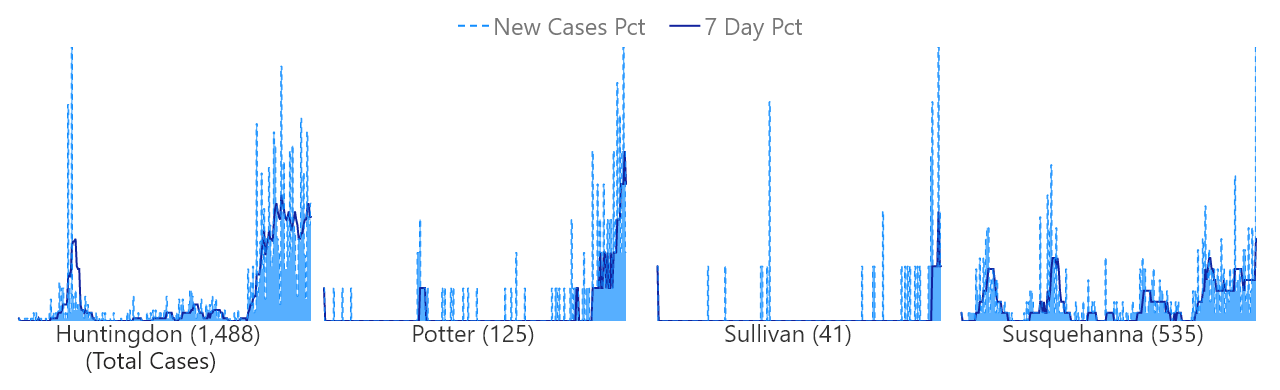 New Cases Pct 7 Day Pct
Huntingdon (1,488) Potter (125) Sullivan (41) Susquehanna (535)
(Total Cases)